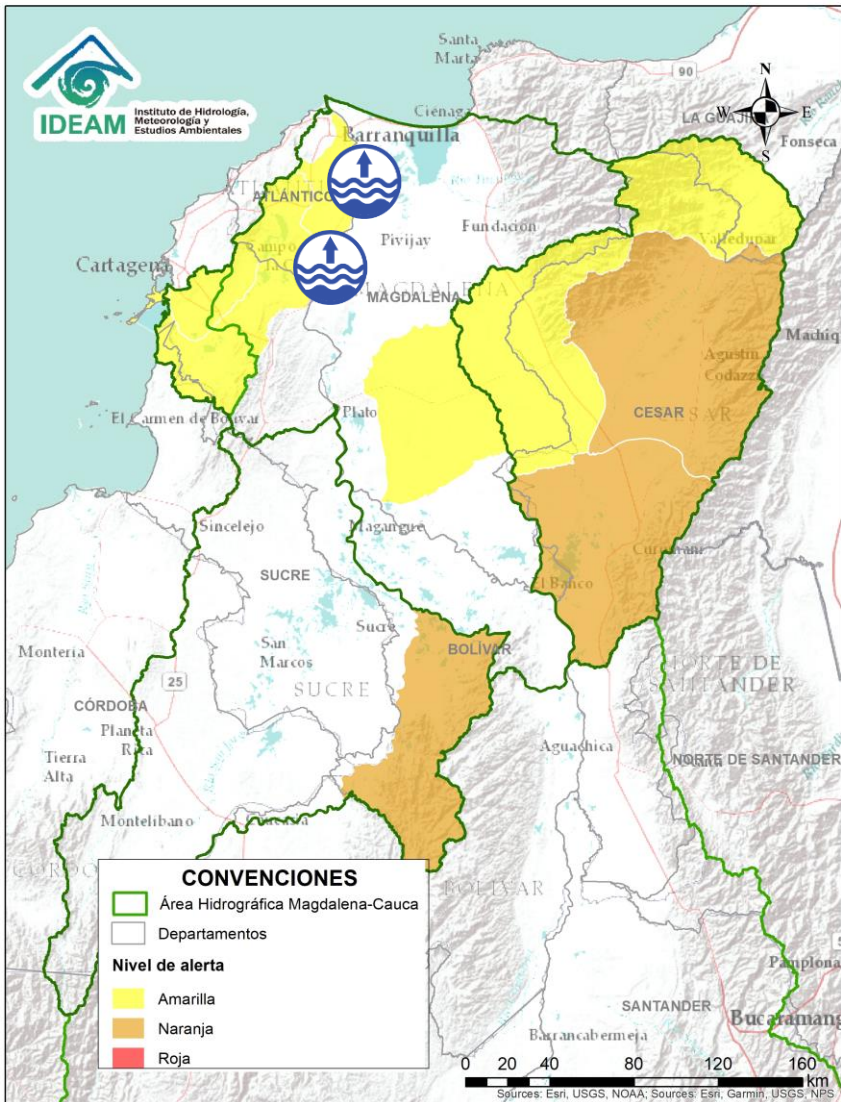 IDEAM
Instituto de Hidrología,
Meteorología y
Estudios Ambientales
Santa
Marta
90
N
W
E
S
LA GUAJI
Ciénaga
Barranquilla
Fonseca
ATLÁNTICO
Fundación
Pivijay
Valledupar
Cartagena
MAGDALENA
Agustín
Codazzi
El Carmen de Bolívar
Plato
CESAR
Sincelejo
Magangué
SUCRE
El Banco
Sucre
BOLÍVAR
Montería
San
Marcos
SUCRE
25
NORTE DE
SANTANDER
CÓRDOBA
Planeta
Rica
Aguachica
NORTE DE SANTANDER
Tierra
Alta
Montelíbano
BOLÍVAR
CONVENCIONES
Área Hidrográfica Magdalena-Cauca
Departamentos
Nivel de alerta
Amarilla
Naranja
Roja
Pamplona
SANTANDER
Bucaramang
Barrancabermeja
0 20 40 80 120 160
km
Sources: Esri, USGS, NOAA; Sources: Esri, Garmin, USGS, NPS